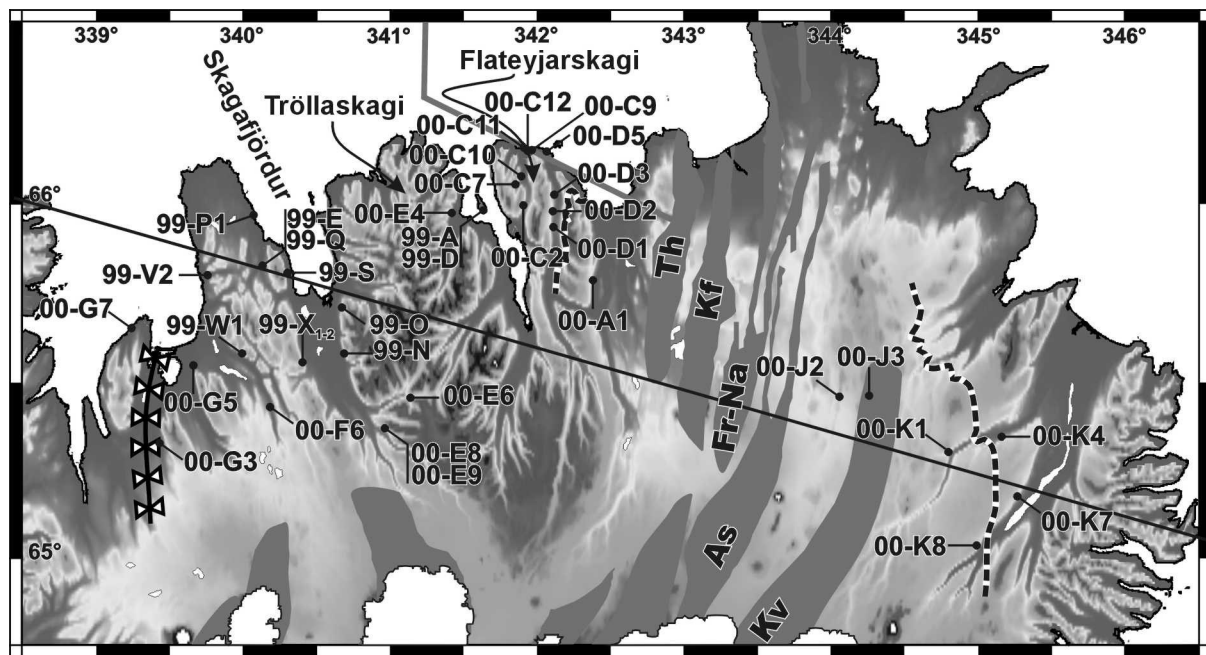 339° 340° 341° 342° 343° 344° 345° 346°
Skagafjördur
Flateyjarskagi
Tröllaskagi
00-C12
00-C9
00-C11
00-D5
00-C10
00-C7
00-D3
66°
99-P1
99-E
99-Q
00-E4
99-A
99-D
00-D2
00-D1
00-C2
99-V2
99-S
00-A1
Th
Kf
00-G7
99-W1
99-X1-2
99-O
99-N
00-J2
00-J3
00-G5
00-E6
Fr-Na
00-F6
00-K1
00-K4
00-G3
00-E8
00-E9
65°
As
00-K7
00-K8
Kv